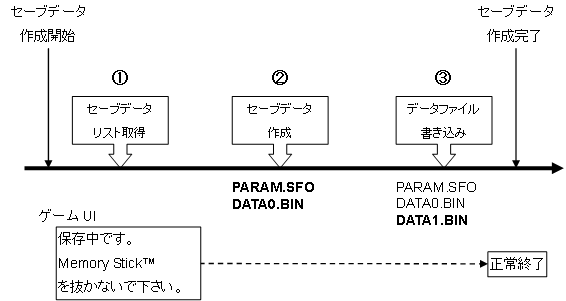 セーブデータ
作成開始
セーブデータ
作成完了
①
②
③
セーブデータ
リスト取得
セーブデータ
作成
データファイル
書き込み
PARAM.SFO
DATA0.BIN
PARAM.SFO
DATA0.BIN
DATA1.BIN
ゲーム UI
保存中です。
Memory Stick™
を抜かないで下さい。
正常終了